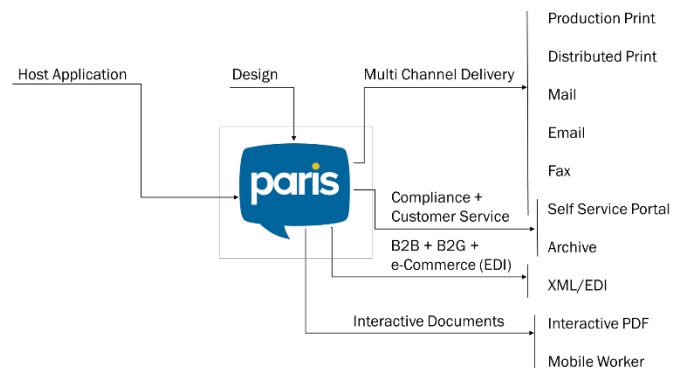 Host Application
Design
Multi Channel Delivery
Production Print
Distributed Print
Mail
Email
Fax
paris
Compliance +
Customer Service
Self Service Portal
Archive
B2B + B2G +
e-Commerce (EDI)
XML/EDI
Interactive Documents
Interactive PDF
Mobile Worker